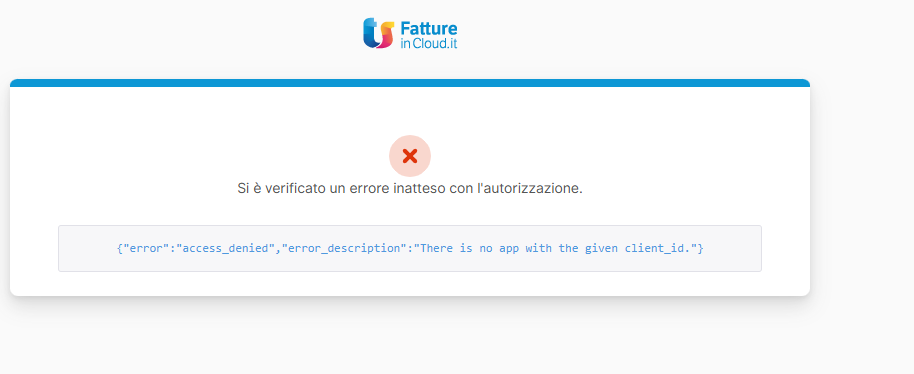 Fatture
in Cloud.it
Si è verificato un errore inatteso con l'autorizzazione.
{"error":"access_denied","error_description":"There is no app with the given client_id."}